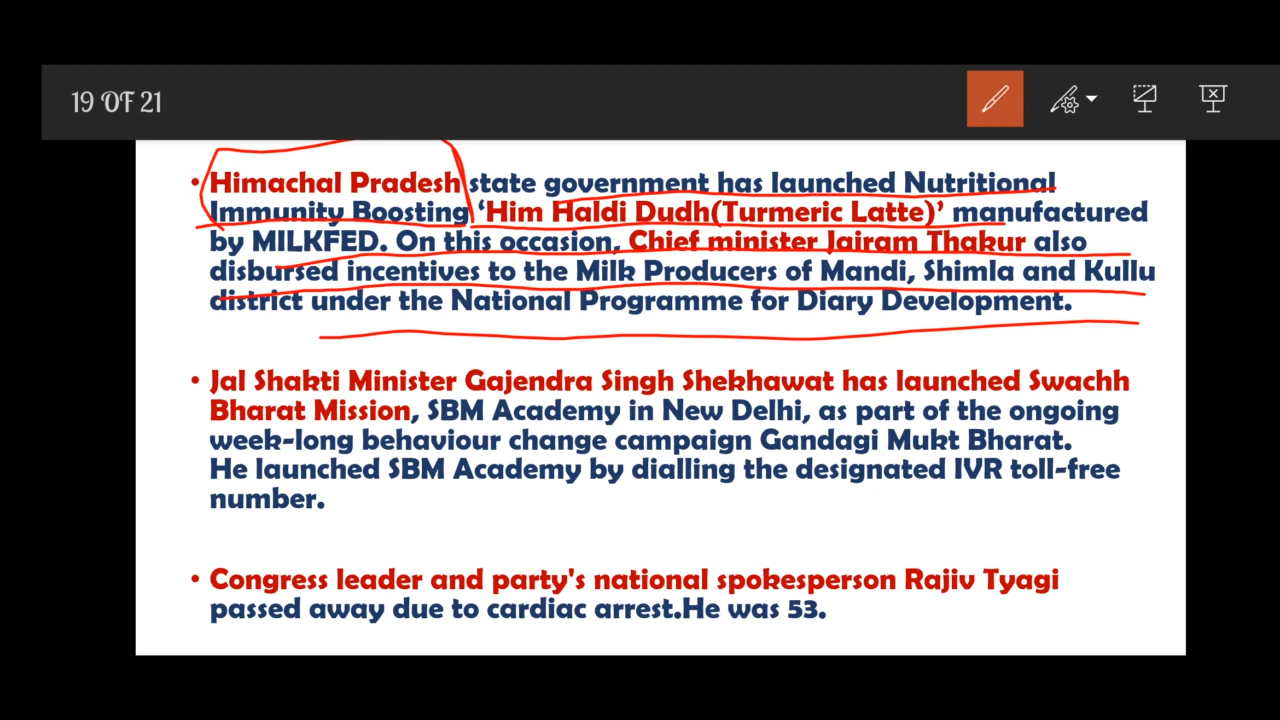 19 OF 21
• Himachal Pradesh state government has launched Nutritional
Immunity Boosting ‘Him Haldi Dudh(Turmeric Latte)’ manufactured
by MILKFED. On this occasion, Chief minister Jairam Thakur also
disbursed incentives to the Milk Producers of Mandi, Shimla and Kullu
district under the National Programme for Diary Development.
• Jal Shakti Minister Gajendra Singh Shekhawat has launched Swachh
Bharat Mission, SBM Academy in New Delhi, as part of the ongoing
week-long behaviour change campaign Gandagi Mukt Bharat.
He launched SBM Academy by dialling the designated IVR toll-free
number.
• Congress leader and party's national spokesperson Rajiv Tyagi
passed away due to cardiac arrest.He was 53.